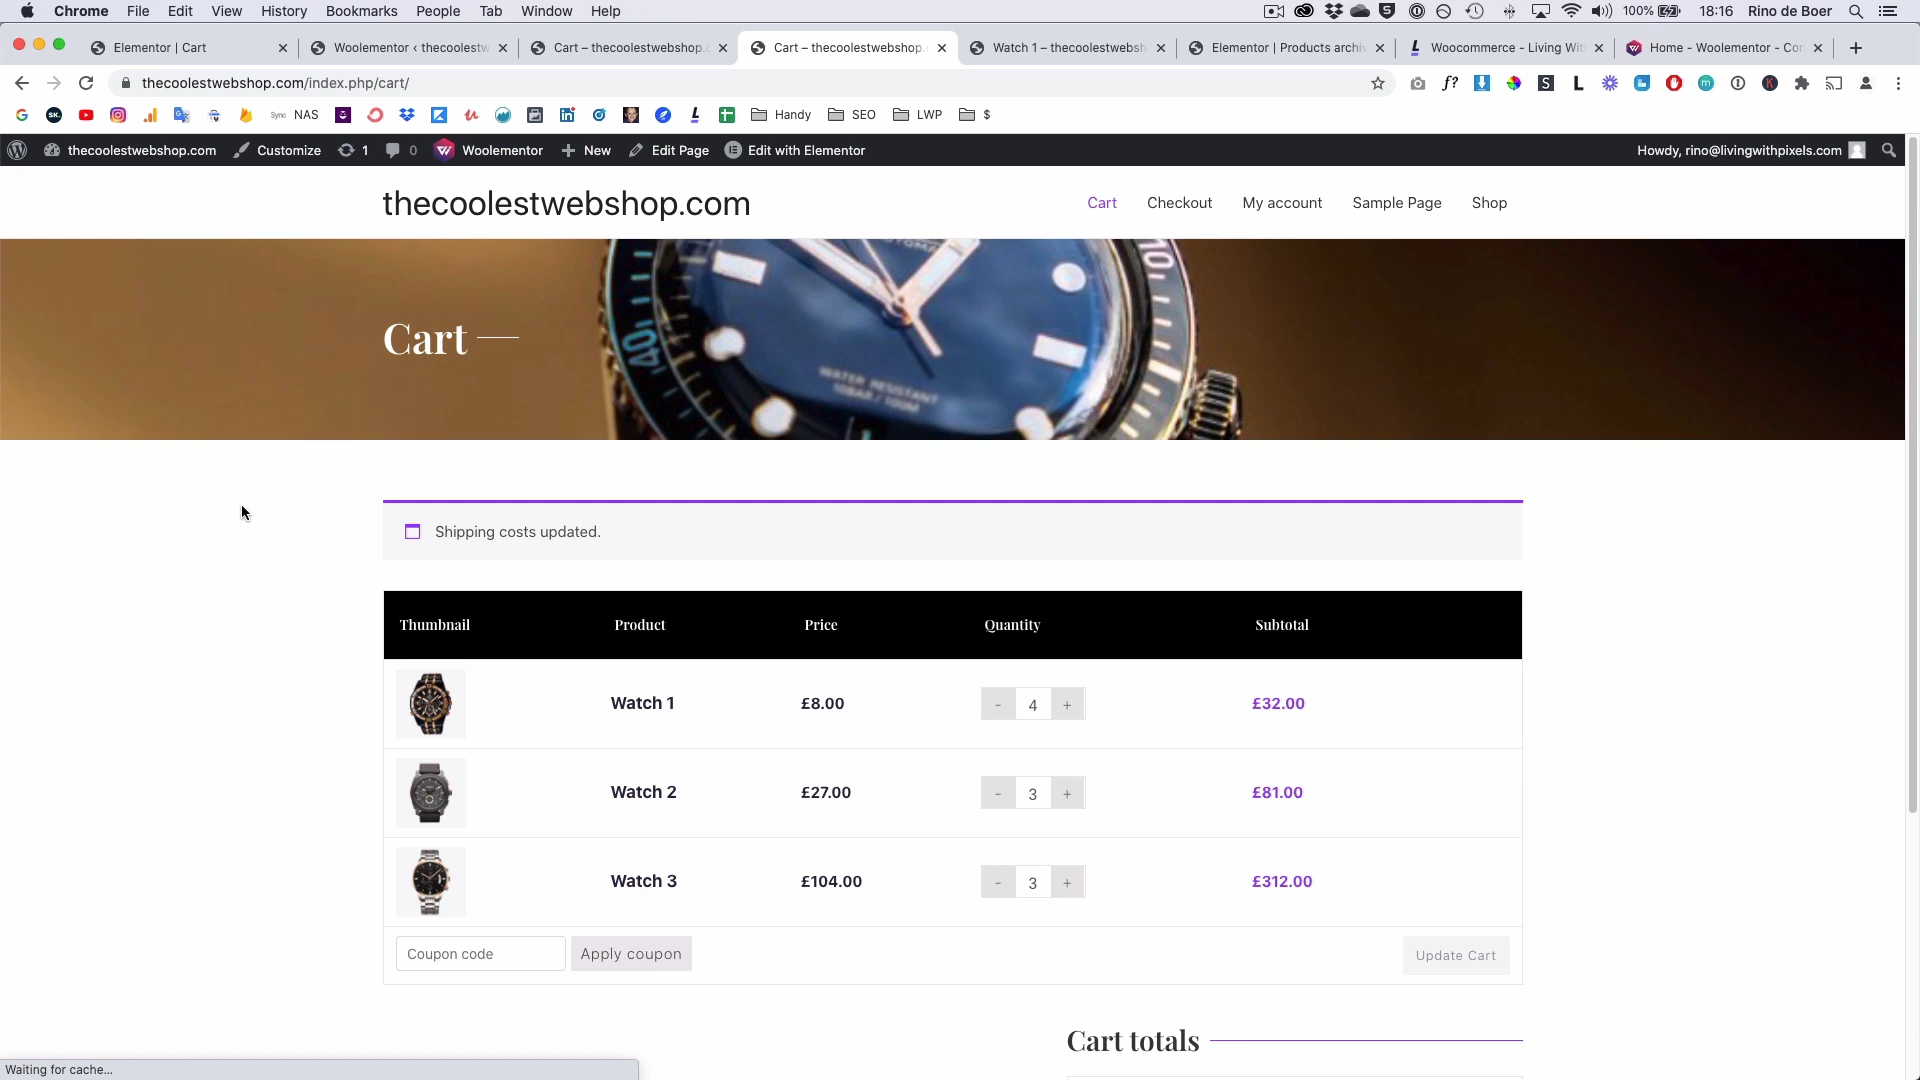 Chrome File Edit View History Bookmarks People Tab Window Help 100% 18:16 Rino de Boer
Elementor | Cart Woolementor ‹ thecoolestw Cart – thecoolestwebshop. Cart – thecoolestwebshop. Watch 1 – thecoolestwebsh Elementor | Products archiv Woocommerce - Living Wit Home - Woolementor - Con
thecoolestwebshop.com/index.php/cart/
NAS Handy SEO LWP $
thecoolestwebshop.com Customize 1 0 Woolementor New Edit Page Edit with Elementor Howdy, rino@livingwithpixels.com
thecoolestwebshop.com
Cart Checkout My account Sample Page Shop
Cart
40
10
WATER RESISTANT
Shipping costs updated.
Thumbnail Product Price Quantity Subtotal
Watch 1 £8.00 - 4 + £32.00
Watch 2 £27.00 - 3 + £81.00
Watch 3 £104.00 - 3 + £312.00
Coupon code Apply coupon Update Cart
Cart totals
Waiting for cache...